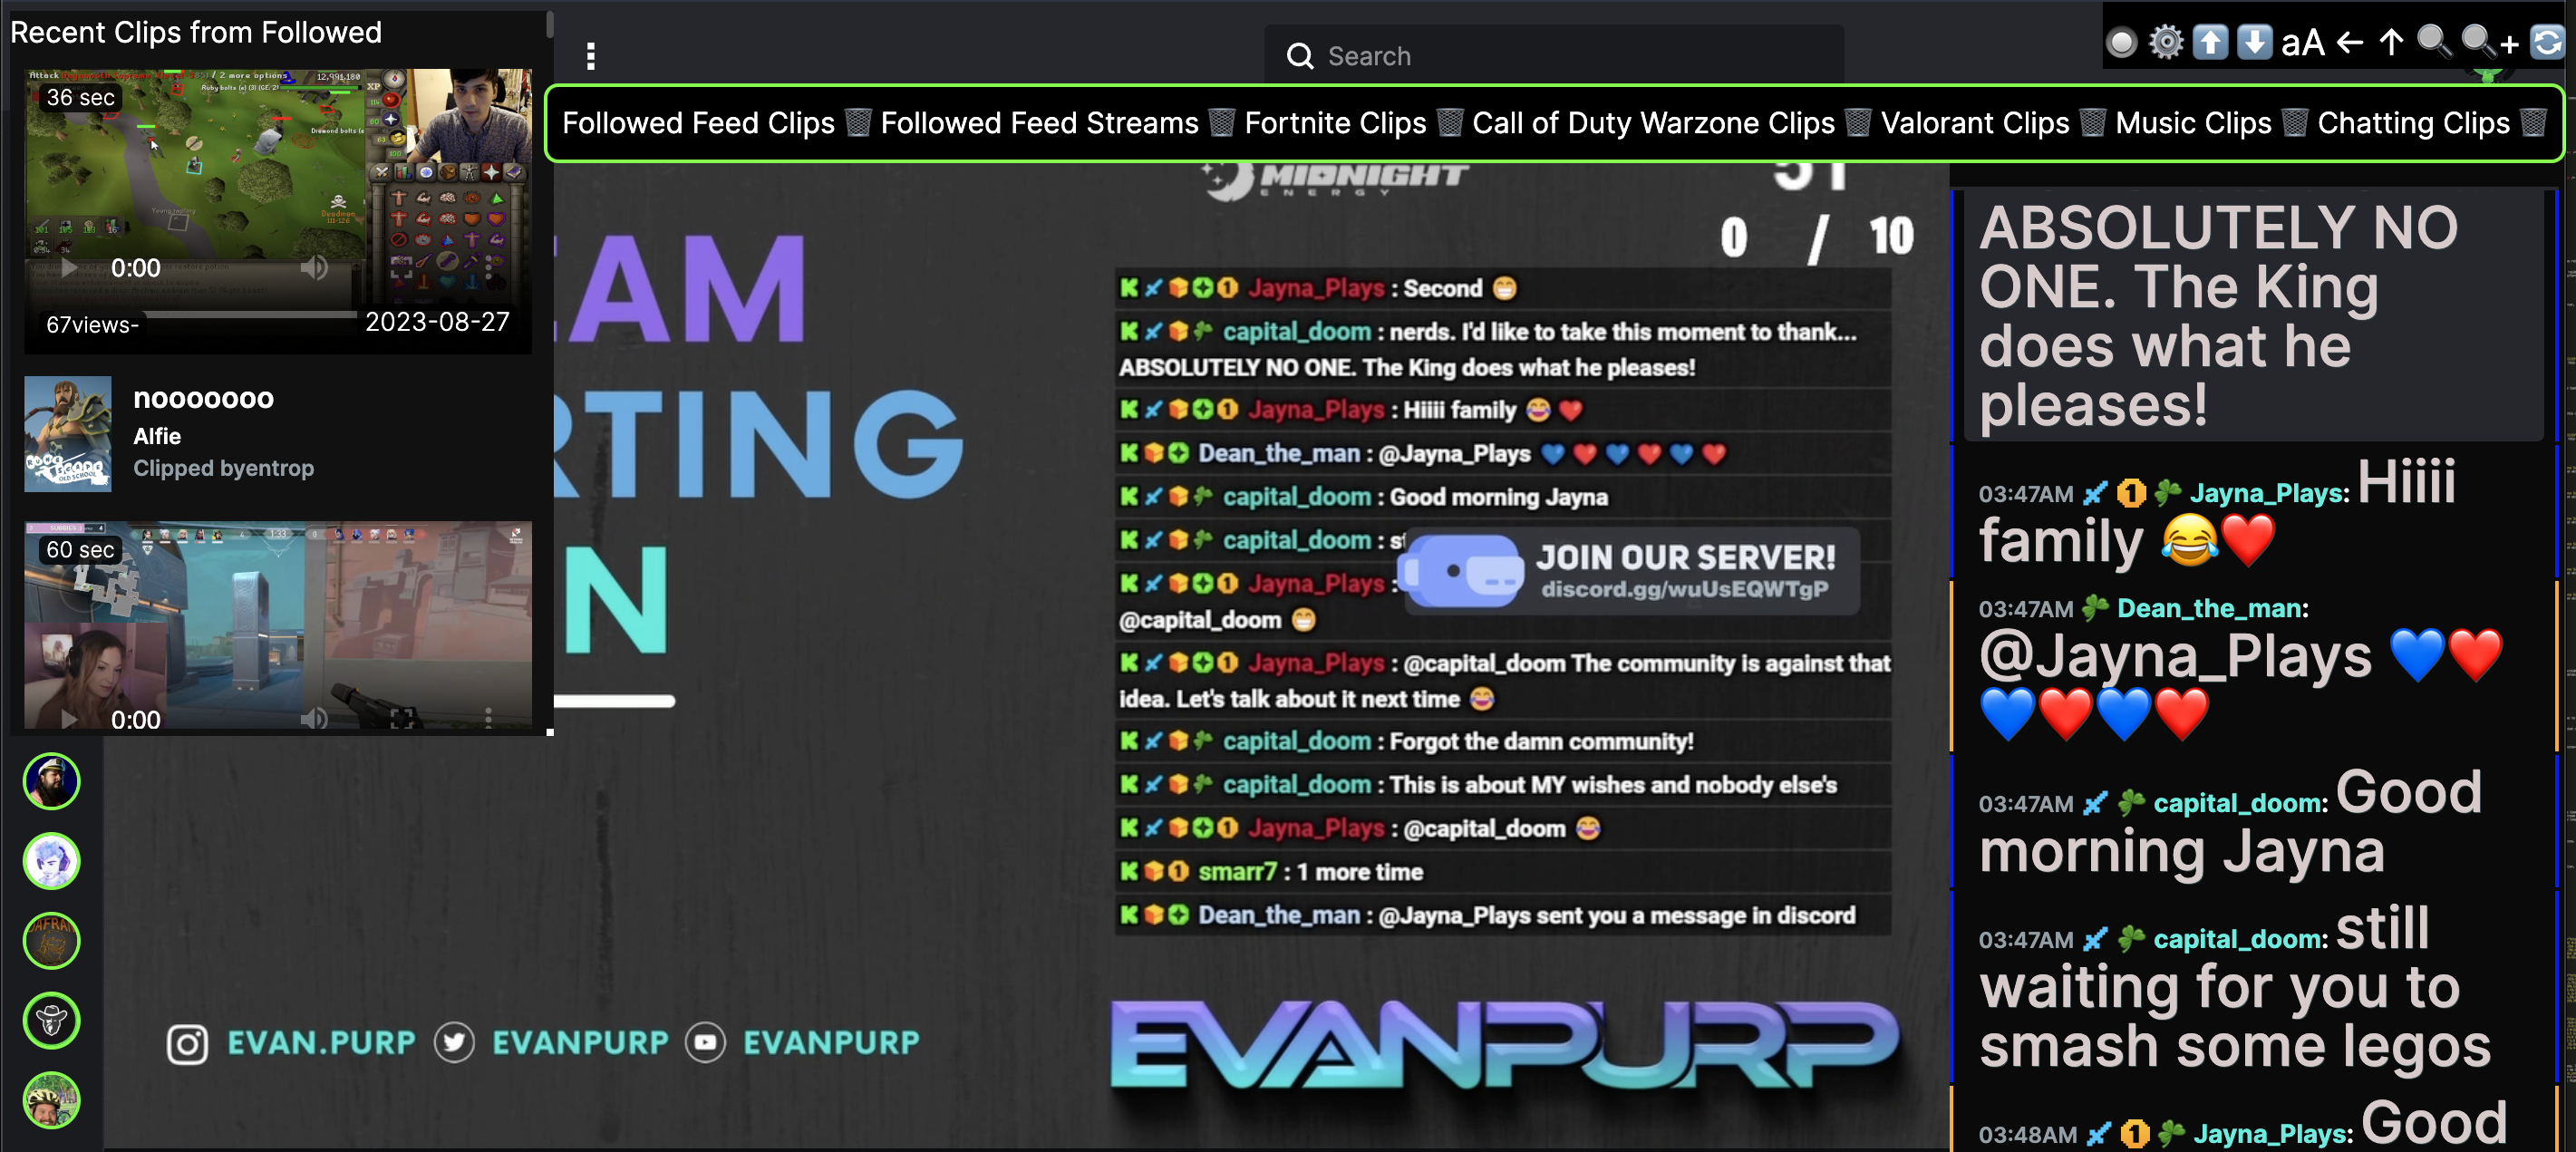 Recent Clips from Followed
36 sec
12,991,180
0:00
67views-
2023-08-27
nooooooo
Alfie
Clipped byentrop
60 sec
0:00
Search
aA ← ↑ +
Followed Feed Clips Followed Feed Streams Fortnite Clips Call of Duty Warzone Clips Valorant Clips Music Clips Chatting Clips
MIDNIGHT
ENERGY
0 / 10
EAM
RTING
N
Jayna_Plays : Second 😁
capital_doom : nerds. I'd like to take this moment to thank...
ABSOLUTELY NO ONE. The King does what he pleases!
Jayna_Plays : Hiiii family 😂 ❤️
Dean_the_man : @Jayna_Plays 💙 ❤️ 💙 ❤️ 💙 ❤️
capital_doom : Good morning Jayna
capital_doom : st
Jayna_Plays :
@capital_doom 😁
Jayna_Plays : @capital_doom The community is against that
idea. Let's talk about it next time 😂
capital_doom : Forgot the damn community!
capital_doom : This is about MY wishes and nobody else's
Jayna_Plays : @capital_doom 😂
smarr7 : 1 more time
Dean_the_man : @Jayna_Plays sent you a message in discord
JOIN OUR SERVER!
discord.gg/wuUsEQWTgP
EVAN.PURP EVANPURP EVANPURP
EVANPURP
ABSOLUTELY NO
ONE. The King
does what he
pleases!
03:47AM Jayna_Plays: Hiiii
family 😂❤️
03:47AM Dean_the_man:
@Jayna_Plays 💙❤️
💙❤️💙❤️
03:47AM capital_doom: Good
morning Jayna
03:47AM capital_doom: still
waiting for you to
smash some legos
03:48AM Jayna_Plays: Good